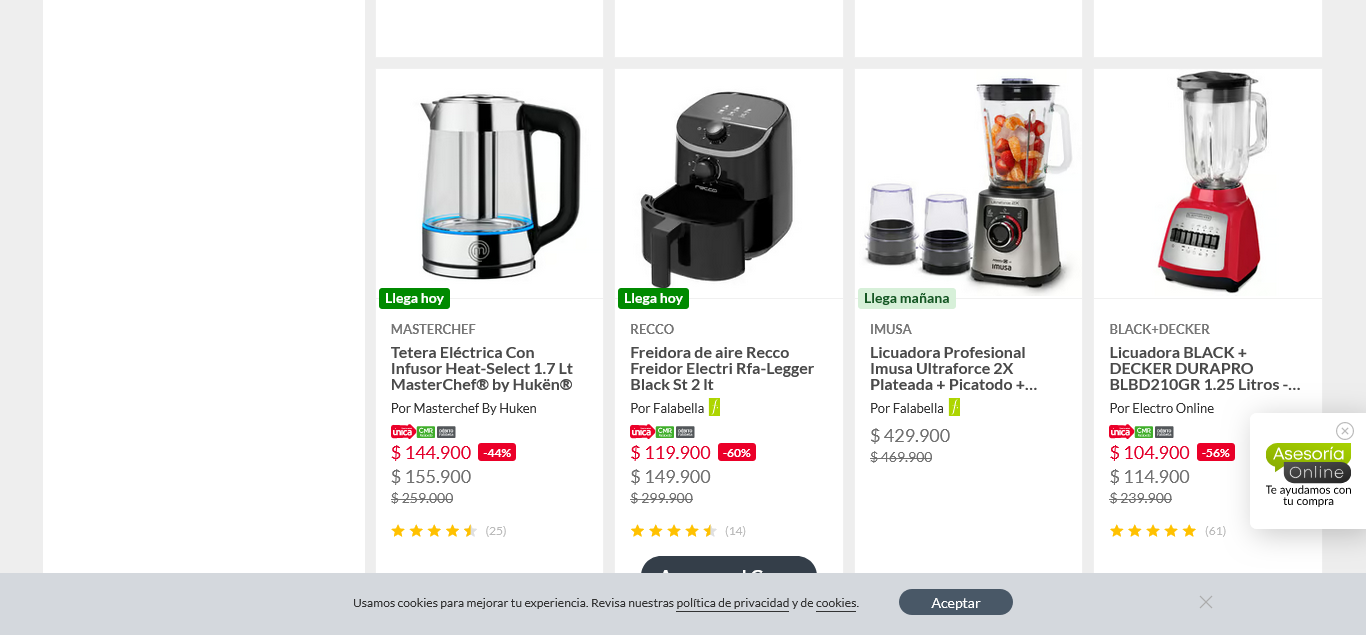 Llega hoy
MASTERCHEF
Tetera Eléctrica Con
Infusor Heat-Select 1.7 Lt
MasterChef® by Hukën®
Por Masterchef By Huken
única CMR
$ 144.900 -44%
$ 155.900
$ 259.000
(25)
recco
Llega hoy
RECCO
Freidora de aire Recco
Freidor Electri Rfa-Legger
Black St 2 lt
Por Falabella
única CMR
$ 119.900 -60%
$ 149.900
$ 299.900
(14)
imusa
Llega mañana
IMUSA
Licuadora Profesional
Imusa Ultraforce 2X
Plateada + Picatodo +...
Por Falabella
$ 429.900
$ 469.900
BLACK+DECKER
Licuadora BLACK +
DECKER DURAPRO
BLBD210GR 1.25 Litros -...
Por Electro Online
única CMR
$ 104.900 -56%
$ 114.900
$ 239.900
(61)
Asesoría
Online
Te ayudamos con
tu compra
Usamos cookies para mejorar tu experiencia. Revisa nuestras política de privacidad y de cookies.
Aceptar